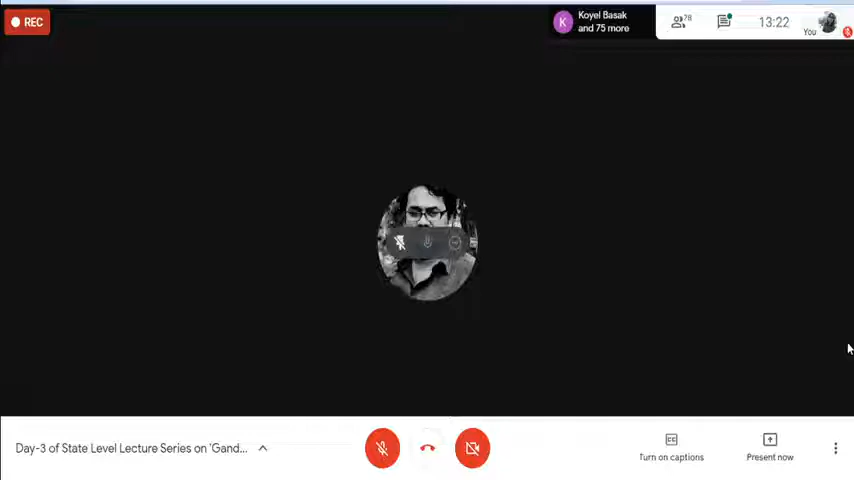 REC
K
Koyel Basak
and 75 more
78
13:22
You
Day-3 of State Level Lecture Series on 'Gand...
CC
Turn on captions
Present now